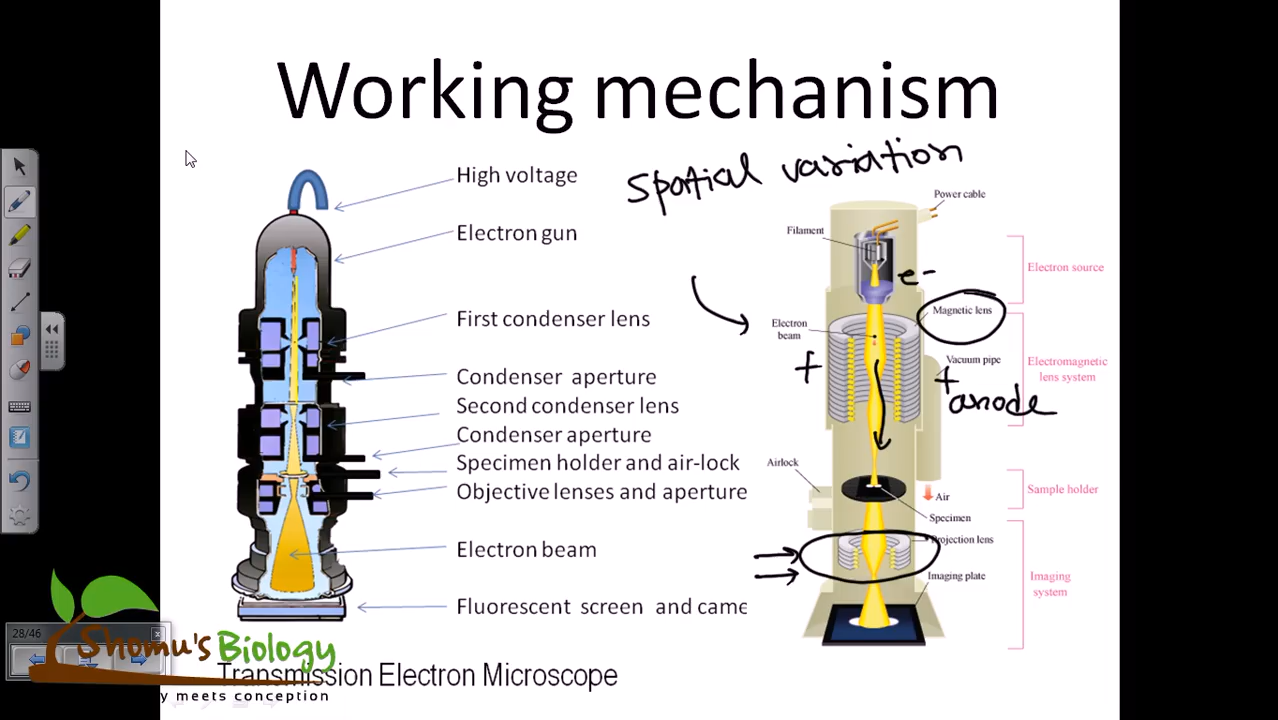 Working mechanism
spatial variation
High voltage
Electron gun
First condenser lens
Condenser aperture
Second condenser lens
Condenser aperture
Specimen holder and air-lock
Objective lenses and aperture
Electron beam
Fluorescent screen and came
Transmission Electron Microscope
Power cable
Filament
e-
Electron source
Magnetic lens
Electron
beam
Vacuum pipe
Electromagnetic
lens system
+
+
anode
Airlock
Air
Sample holder
Specimen
Projection lens
Imaging plate
Imaging
system
28/46
Shomu's Biology
y meets conception